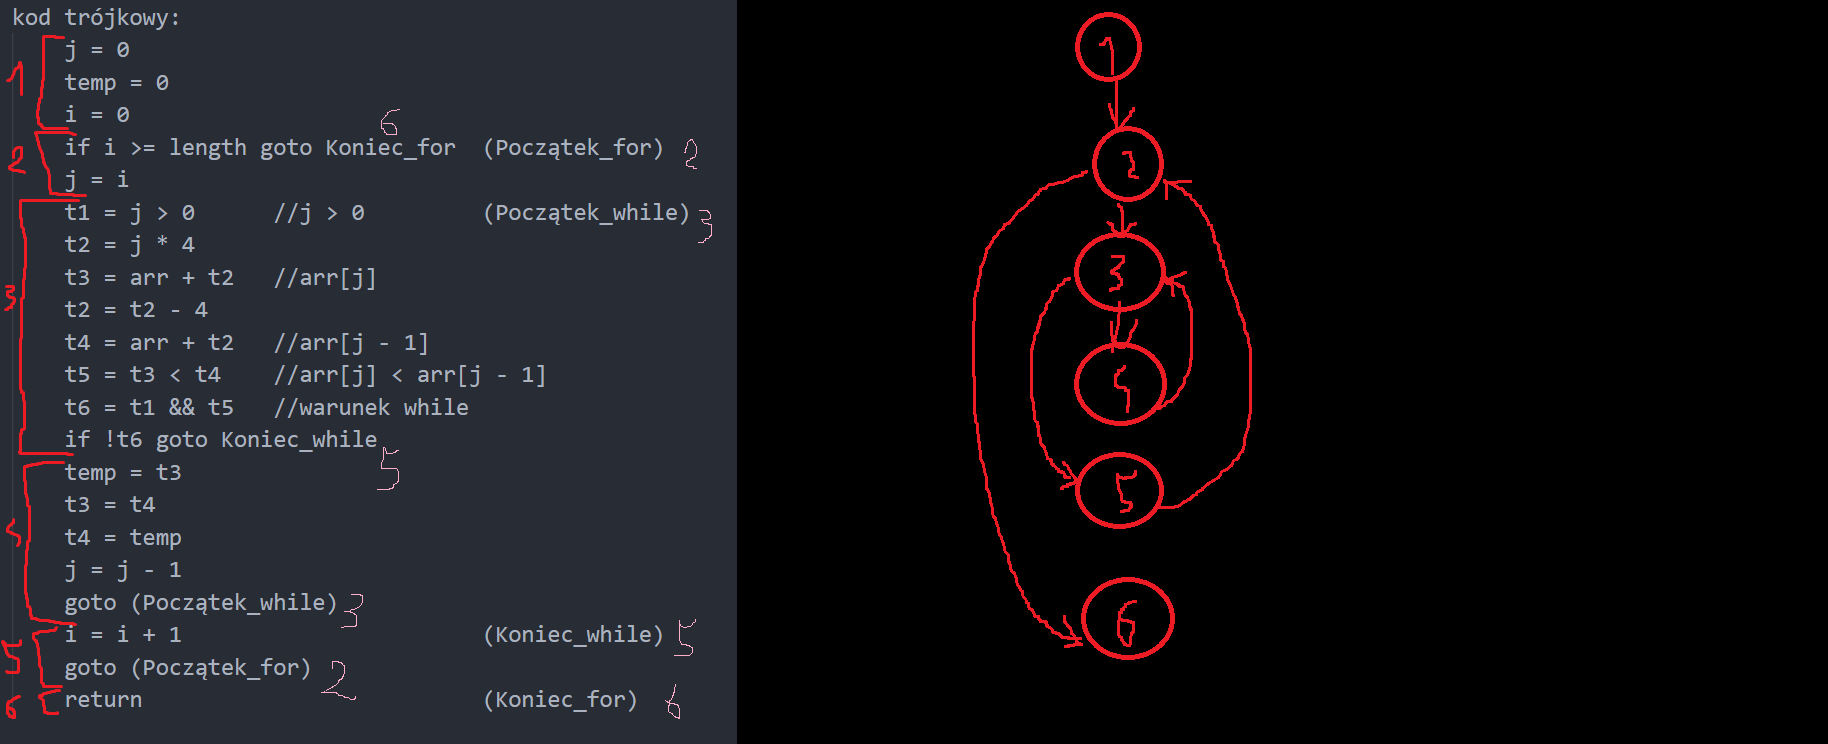 kod trójkowy:
1
j = 0
temp = 0
i = 0
6
2
if i >= length goto Koniec_for (Początek_for) 2
j = i
3
t1 = j > 0 //j > 0 (Początek_while) 3
t2 = j * 4
t3 = arr + t2 //arr[j]
t2 = t2 - 4
t4 = arr + t2 //arr[j - 1]
t5 = t3 < t4 //arr[j] < arr[j - 1]
t6 = t1 && t5 //warunek while
if !t6 goto Koniec_while
5
4
temp = t3
t3 = t4
t4 = temp
j = j - 1
goto (Początek_while) 3
5
i = i + 1 (Koniec_while) 5
goto (Początek_for) 2
6
return (Koniec_for) 6
1
2
3
4
5
6